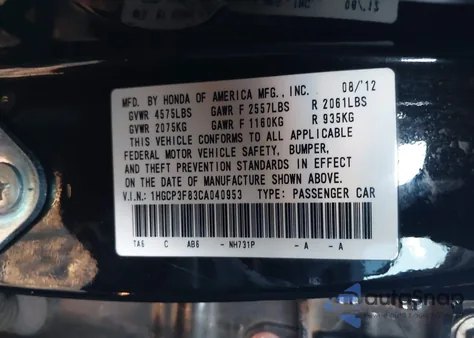 MFD. BY HONDA OF AMERICA MFG., INC. 08/'12
GVWR 4575LBS GAWR F 2557LBS R 2061LBS
GVWR 2075KG GAWR F 1160KG R 935KG
THIS VEHICLE CONFORMS TO ALL APPLICABLE
FEDERAL MOTOR VEHICLE SAFETY, BUMPER,
AND THEFT PREVENTION STANDARDS IN EFFECT
ON THE DATE OF MANUFACTURE SHOWN ABOVE.
V.I.N.: 1HGCP3F83CA040953 TYPE: PASSENGER CAR
TA6 C AB6 - NH731P - A - A
autoSnap